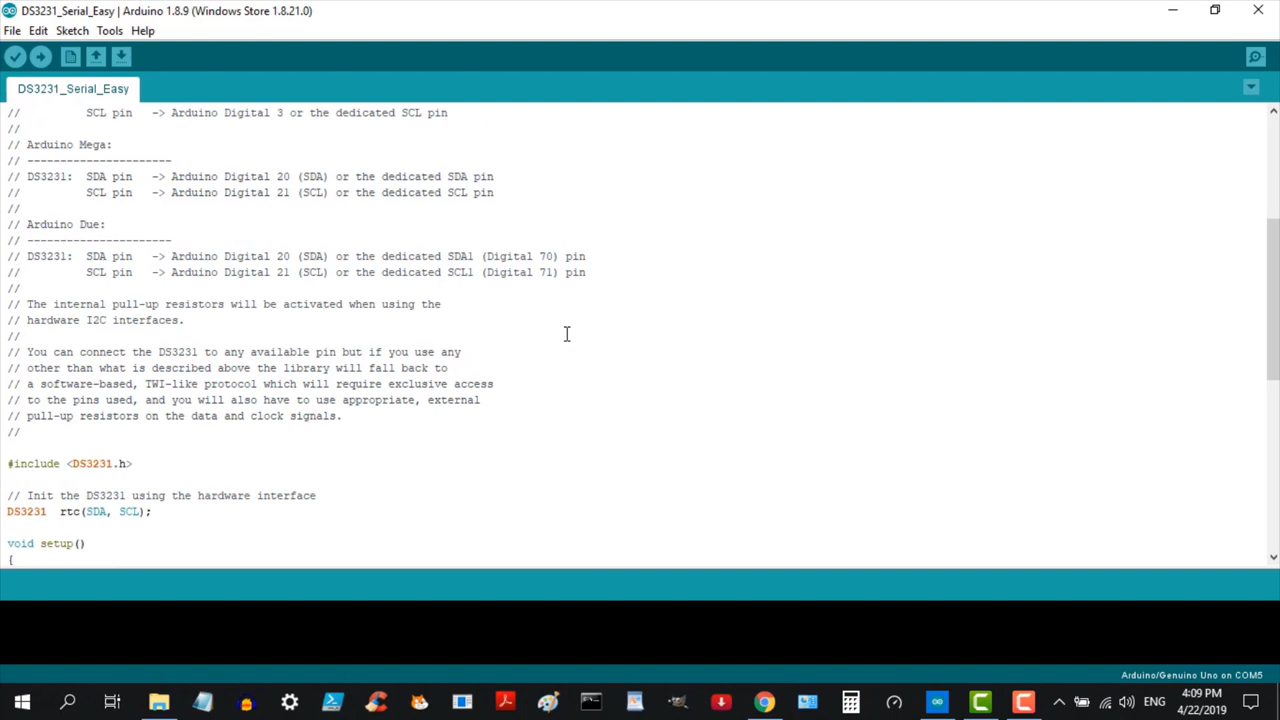 DS3231_Serial_Easy | Arduino 1.8.9 (Windows Store 1.8.21.0)
File Edit Sketch Tools Help
DS3231_Serial_Easy
// SCL pin -> Arduino Digital 3 or the dedicated SCL pin
//
// Arduino Mega:
// ----------------------
// DS3231: SDA pin -> Arduino Digital 20 (SDA) or the dedicated SDA pin
// SCL pin -> Arduino Digital 21 (SCL) or the dedicated SCL pin
//
// Arduino Due:
// ----------------------
// DS3231: SDA pin -> Arduino Digital 20 (SDA) or the dedicated SDA1 (Digital 70) pin
// SCL pin -> Arduino Digital 21 (SCL) or the dedicated SCL1 (Digital 71) pin
//
// The internal pull-up resistors will be activated when using the
// hardware I2C interfaces.
//
// You can connect the DS3231 to any available pin but if you use any
// other than what is described above the library will fall back to
// a software-based, TWI-like protocol which will require exclusive access
// to the pins used, and you will also have to use appropriate, external
// pull-up resistors on the data and clock signals.
//
#include <DS3231.h>
// Init the DS3231 using the hardware interface
DS3231 rtc(SDA, SCL);
void setup()
{
Arduino/Genuino Uno on COM5
ENG
4:09 PM
4/22/2019